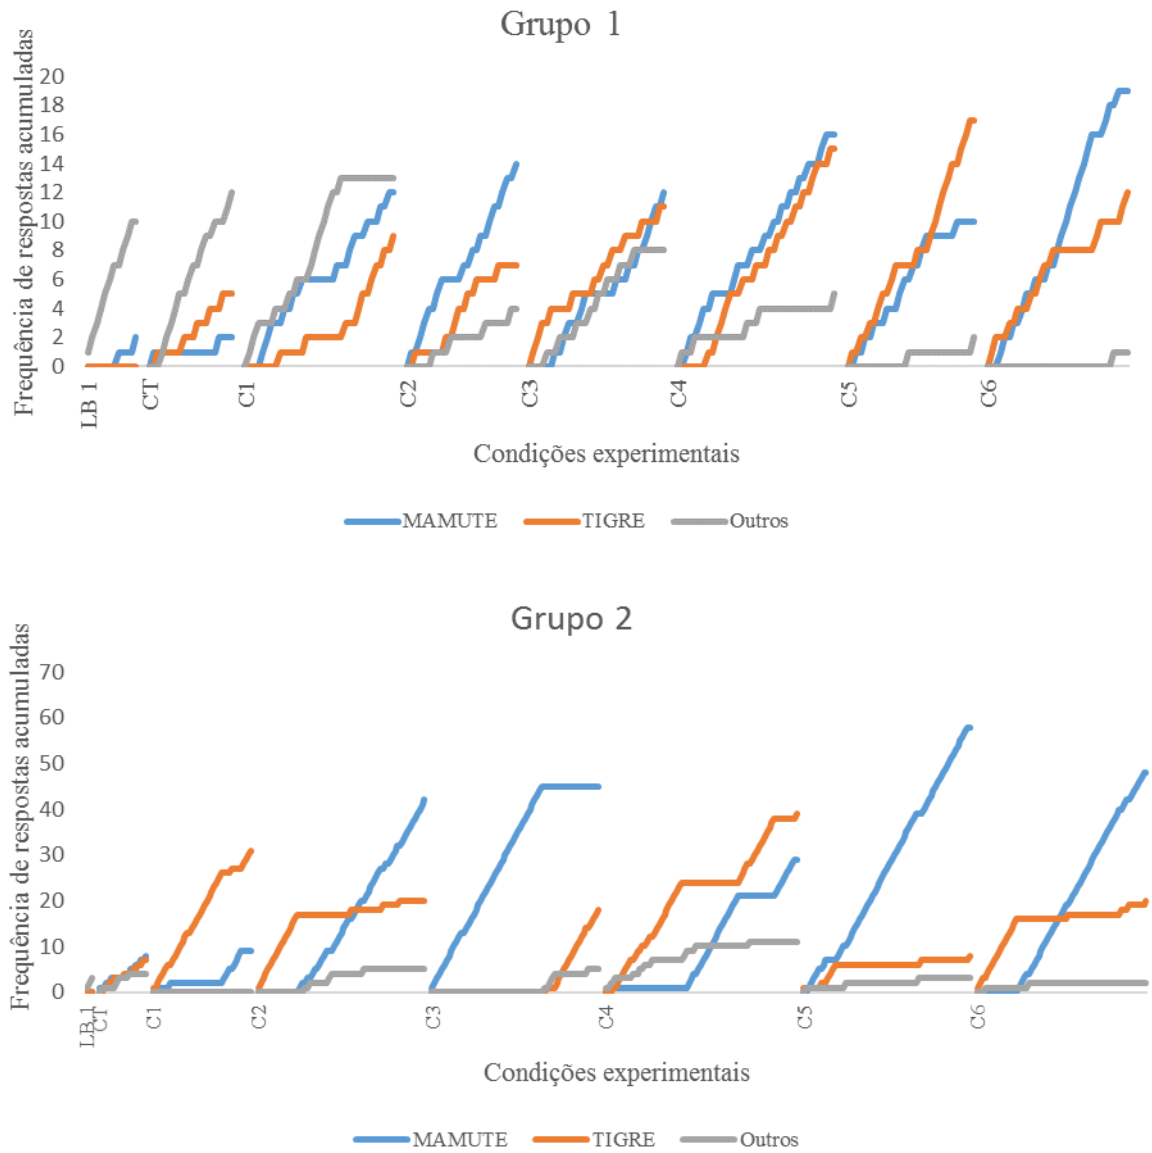 Grupo 1
Frequência de respostas acumuladas
20
18
16
14
12
10
8
6
4
2
0
LB 1
CT
C1
C2
C3
C4
C5
C6
Condições experimentais
MAMUTE TIGRE Outros
Grupo 2
Frequência de respostas acumuladas
70
60
50
40
30
20
10
0
LB 1
CT
C1
C2
C3
C4
C5
C6
Condições experimentais
MAMUTE TIGRE Outros